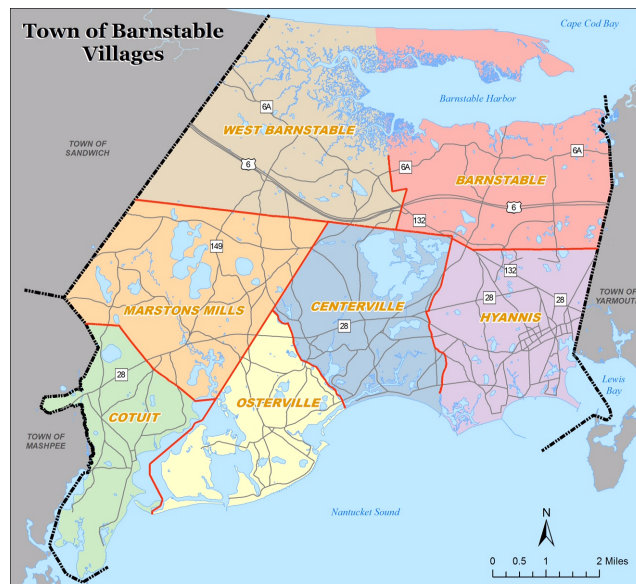 Town of Barnstable
Villages
Cape Cod Bay
Barnstable Harbor
6A
WEST BARNSTABLE
TOWN OF
SANDWICH
6
6A
6A
BARNSTABLE
6
132
149
MARSTONS MILLS
CENTERVILLE
28
132
28
28
HYANNIS
TOWN OF
YARMOUTH
28
COTUIT
OSTERVILLE
Lewis
Bay
TOWN OF
MASHPEE
Nantucket Sound
N
0 0.5 1 2 Miles